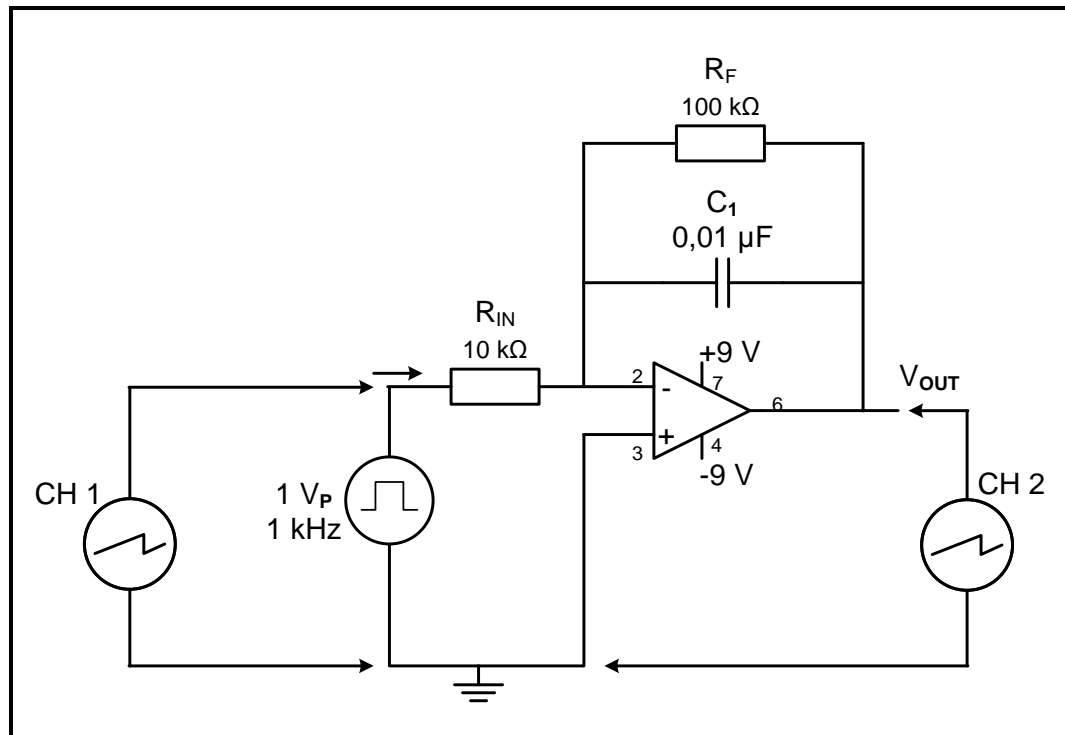 R_F
100 kΩ
C₁
0,01 µF
R_IN
10 kΩ
+9 V
2
-
7
V_OUT
6
+
3
4
-9 V
CH 1
1 V_P
1 kHz
CH 2